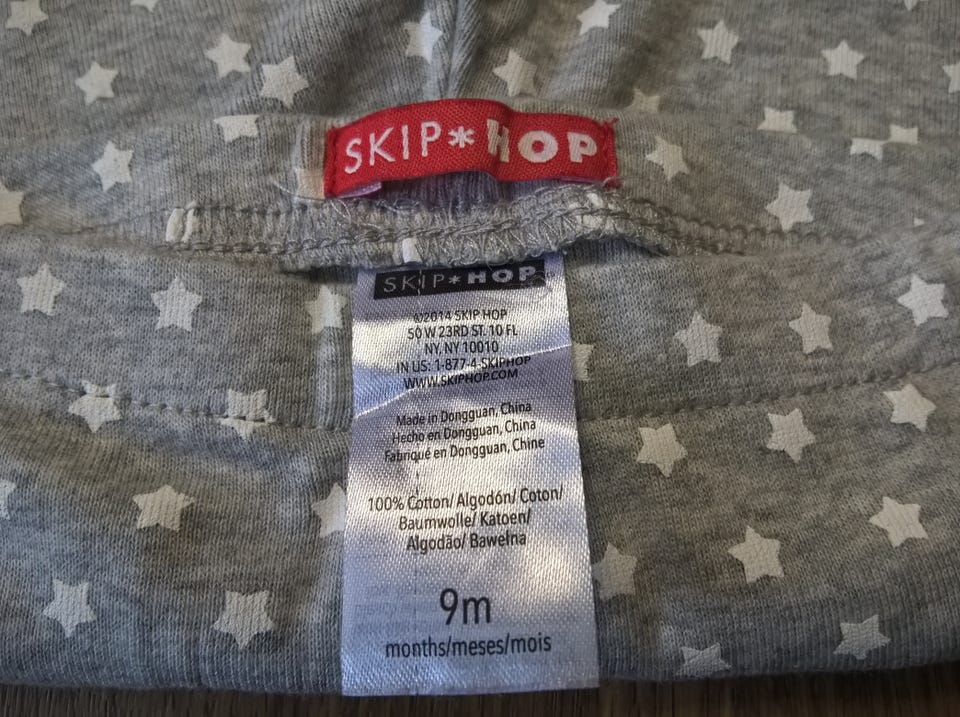 SKIP*HOP
SKIP*HOP
©2014 SKIP HOP
50 W 23RD ST. 10 FL
NY, NY 10010
IN US: 1-877-4-SKIPHOP
WWW.SKIPHOP.COM
Made in Dongguan, China
Hecho en Dongguan, China
Fabriqué en Dongguan, Chine
100% Cotton/ Algodón/ Coton/
Baumwolle/ Katoen/
Algodão/ Bawełna
9m
months/meses/mois